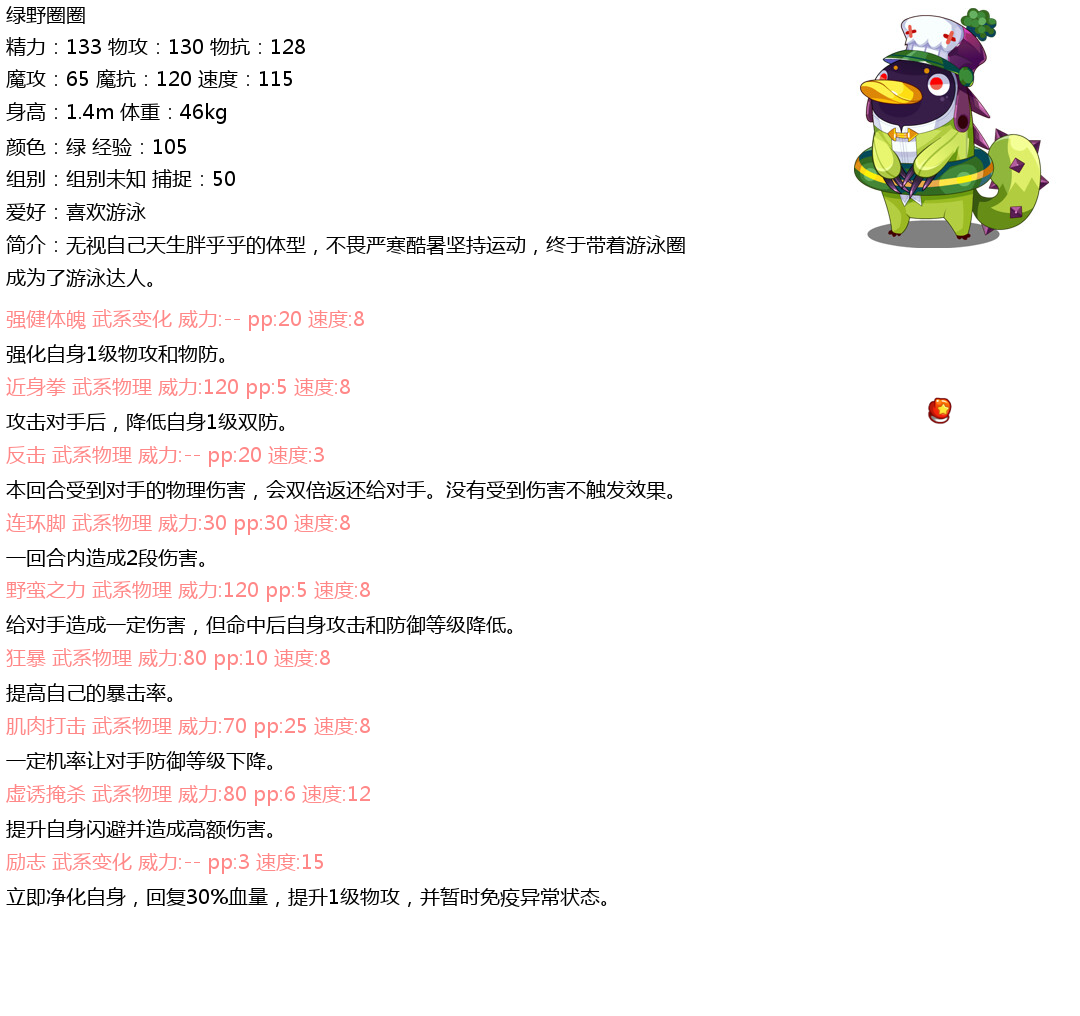 绿野圈圈
精力：133 物攻：130 物抗：128
魔攻：65 魔抗：120 速度：115
身高：1.4m 体重：46kg
颜色：绿 经验：105
组别：组别未知 捕捉：50
爱好：喜欢游泳
简介：无视自己天生胖乎乎的体型，不畏严寒酷暑坚持运动，终于带着游泳圈
成为了游泳达人。
强健体魄 武系变化 威力:-- pp:20 速度:8
强化自身1级物攻和物防。
近身拳 武系物理 威力:120 pp:5 速度:8
攻击对手后，降低自身1级双防。
反击 武系物理 威力:-- pp:20 速度:3
本回合受到对手的物理伤害，会双倍返还给对手。没有受到伤害不触发效果。
连环脚 武系物理 威力:30 pp:30 速度:8
一回合内造成2段伤害。
野蛮之力 武系物理 威力:120 pp:5 速度:8
给对手造成一定伤害，但命中后自身攻击和防御等级降低。
狂暴 武系物理 威力:80 pp:10 速度:8
提高自己的暴击率。
肌肉打击 武系物理 威力:70 pp:25 速度:8
一定机率让对手防御等级下降。
虚诱掩杀 武系物理 威力:80 pp:6 速度:12
提升自身闪避并造成高额伤害。
励志 武系变化 威力:-- pp:3 速度:15
立即净化自身，回复30%血量，提升1级物攻，并暂时免疫异常状态。